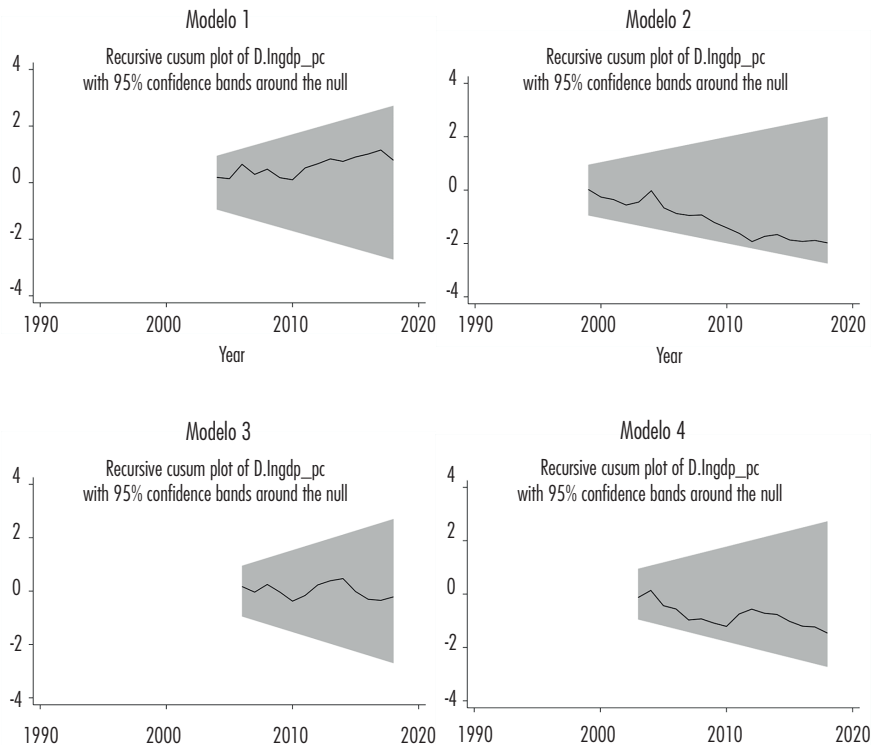 Modelo 1
Recursive cusum plot of D.lngdp_pc
with 95% confidence bands around the null
4
2
0
-2
-4
1990 2000 2010 2020
Year
Modelo 2
Recursive cusum plot of D.lngdp_pc
with 95% confidence bands around the null
4
2
0
-2
-4
1990 2000 2010 2020
Year
Modelo 3
Recursive cusum plot of D.lngdp_pc
with 95% confidence bands around the null
4
2
0
-2
-4
1990 2000 2010 2020
Modelo 4
Recursive cusum plot of D.lngdp_pc
with 95% confidence bands around the null
4
2
0
-2
-4
1990 2000 2010 2020